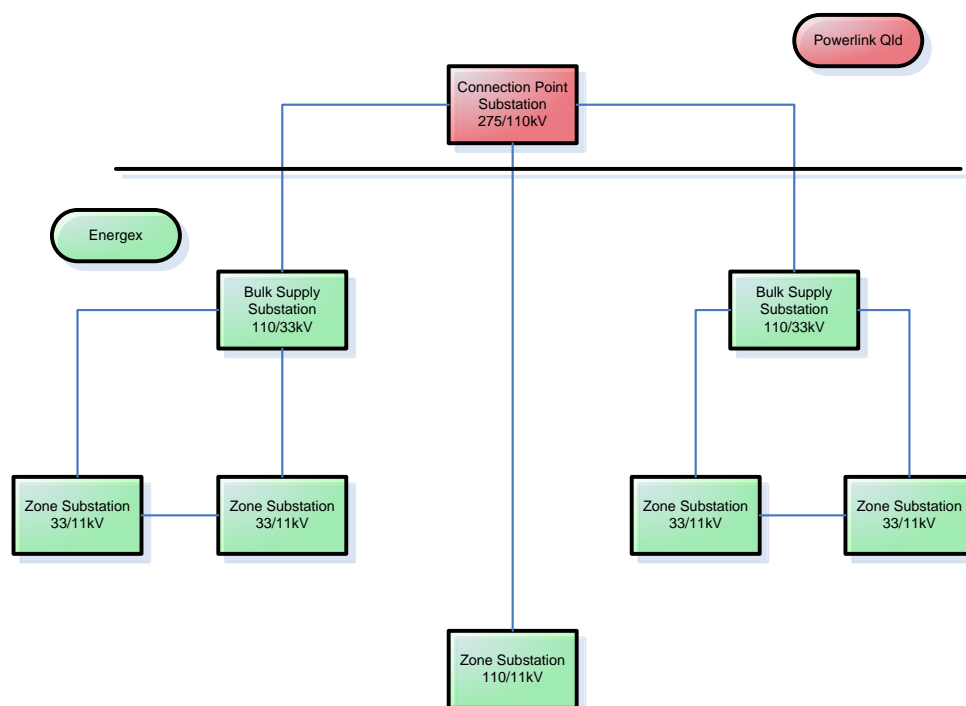 Powerlink Qld
Connection Point
Substation
275/110kV
Energex
Bulk Supply
Substation
110/33kV
Bulk Supply
Substation
110/33kV
Zone Substation
33/11kV
Zone Substation
33/11kV
Zone Substation
33/11kV
Zone Substation
33/11kV
Zone Substation
110/11kV